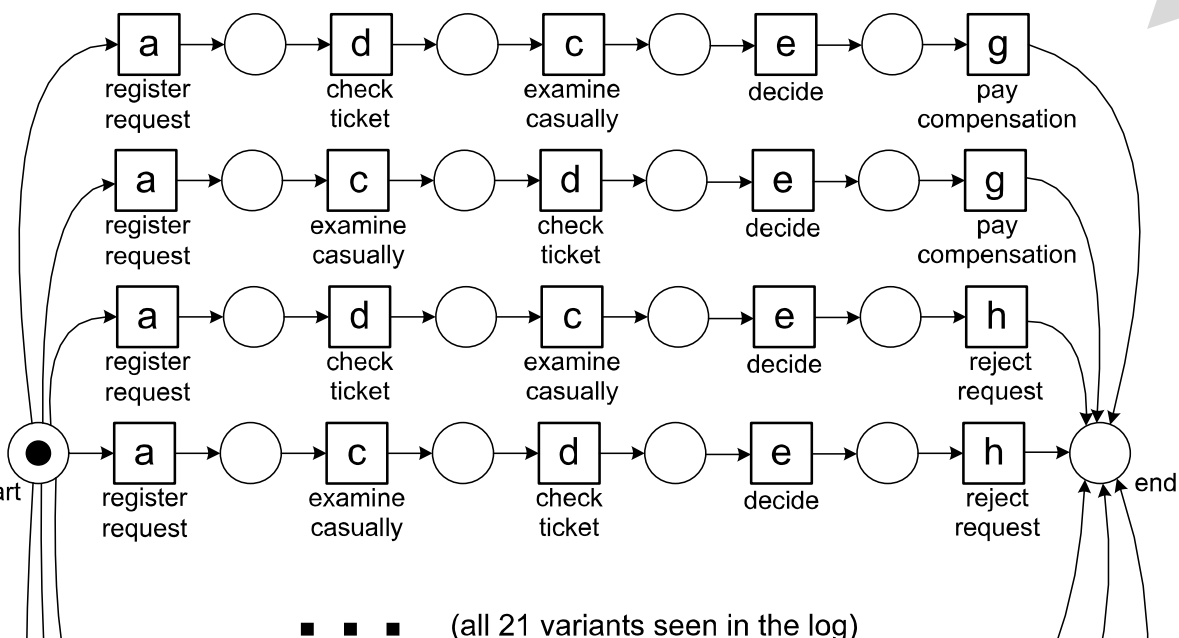 a d c e g
register check examine decide pay
request ticket casually compensation
a c d e g
register examine check decide pay
request casually ticket compensation
a d c e h
register check examine decide reject
request ticket casually request
a c d e h
art register examine check decide reject end
request casually ticket request
(all 21 variants seen in the log)